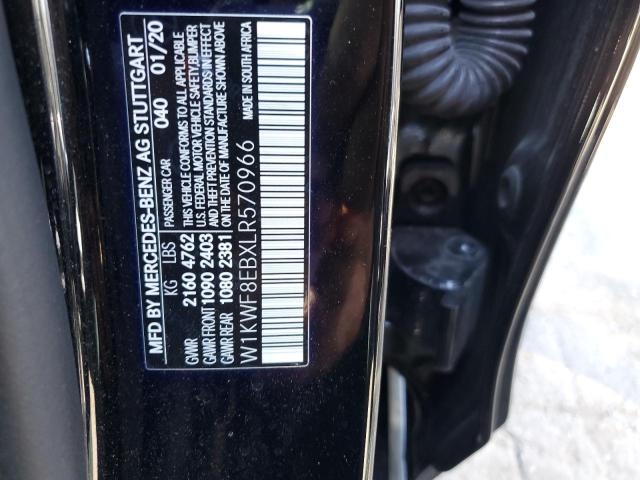 MFD BY MERCEDES-BENZ AG STUTTGART
KG LBS PASSENGER CAR 040 01/20
GVWR 2160 4762 THIS VEHICLE CONFORMS TO ALL APPLICABLE
GAWR FRONT 1090 2403 U.S. FEDERAL MOTOR VEHICLE SAFETY, BUMPER
GAWR REAR 1080 2381 AND THEFT PREVENTION STANDARDS IN EFFECT
ON THE DATE OF MANUFACTURE SHOWN ABOVE
W1KWF8EBXLR570966 MADE IN SOUTH AFRICA